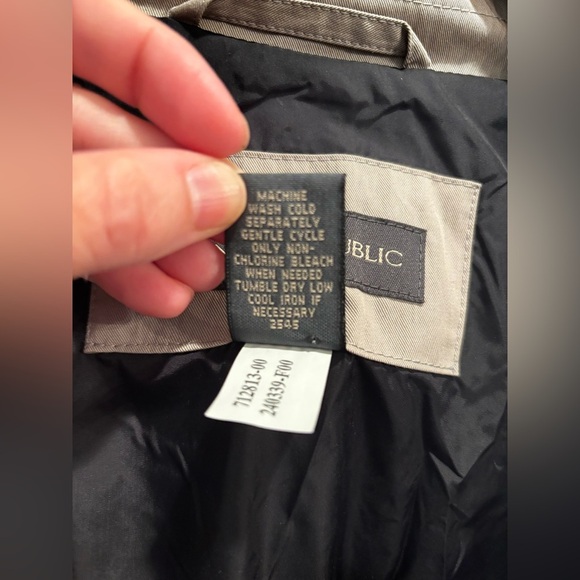 MACHINE
WASH COLD
SEPARATELY
GENTLE CYCLE
ONLY NON-
CHLORINE BLEACH
WHEN NEEDED
TUMBLE DRY LOW
COOL IRON IF
NECESSARY
2545
UBLIC
712813-00
240339-F00